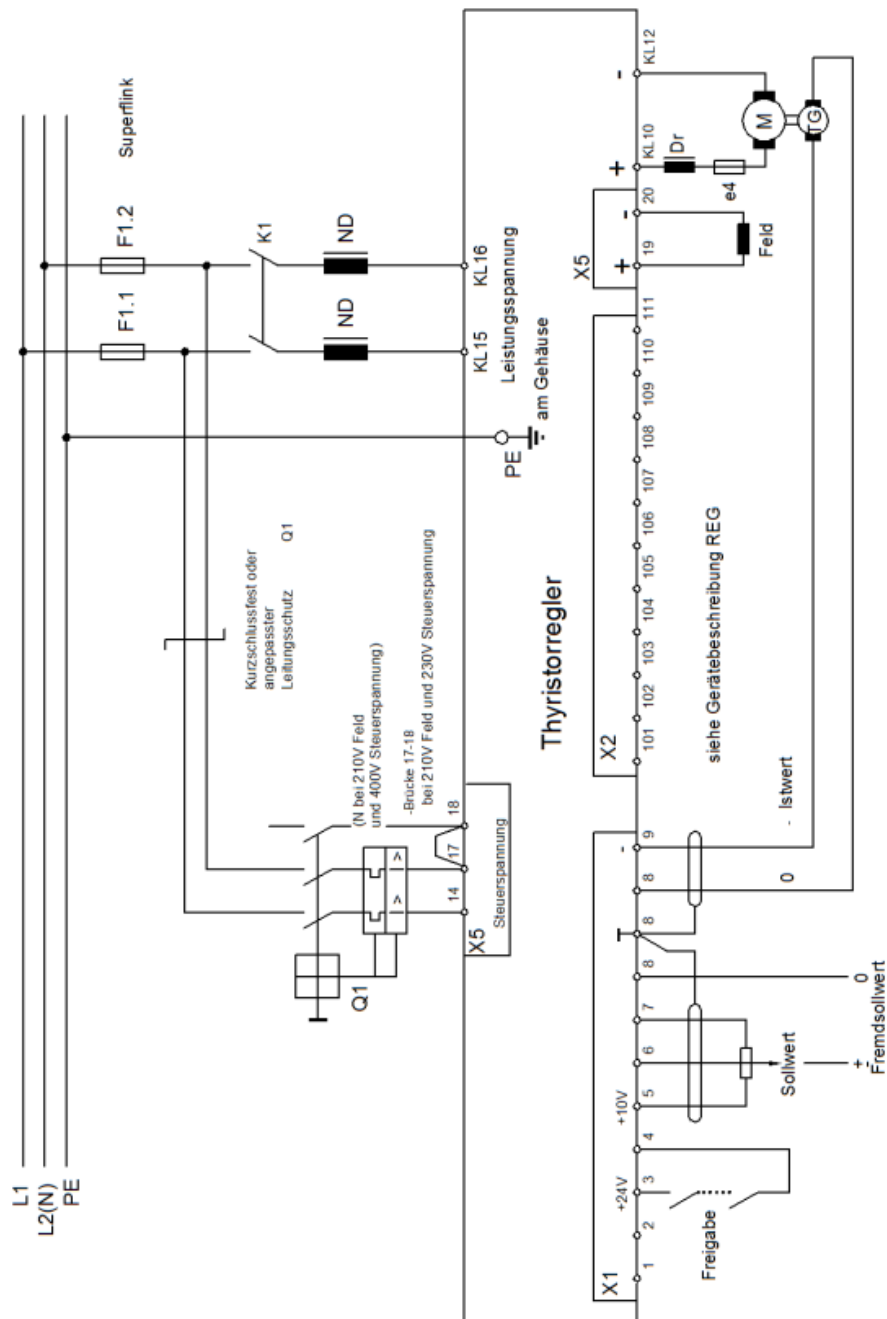 L1
L2(N)
PE
F1.1
F1.2
Superflink
K1
ND
ND
Kurzschlussfest oder
angepasster
Leitungsschutz
Q1
Q1
(N bei 210V Feld
und 400V Steuerspannung)
-Brücke 17-18
bei 210V Feld und 230V Steuerspannung
14
17
18
X5
Steuerspannung
PE
am Gehäuse
KL15
KL16
Leistungsspannung
Thyristorregler
X1
X2
X5
+24V
+10V
-
+
-
+
-
1
2
3
4
5
6
7
8
8
8
9
101
102
103
104
105
106
107
108
109
110
111
19
20
KL10
KL12
Freigabe
Sollwert
+
-
0
Fremdsollwert
0
- Istwert
siehe Gerätebeschreibung REG
Feld
Dr
e4
M
TG